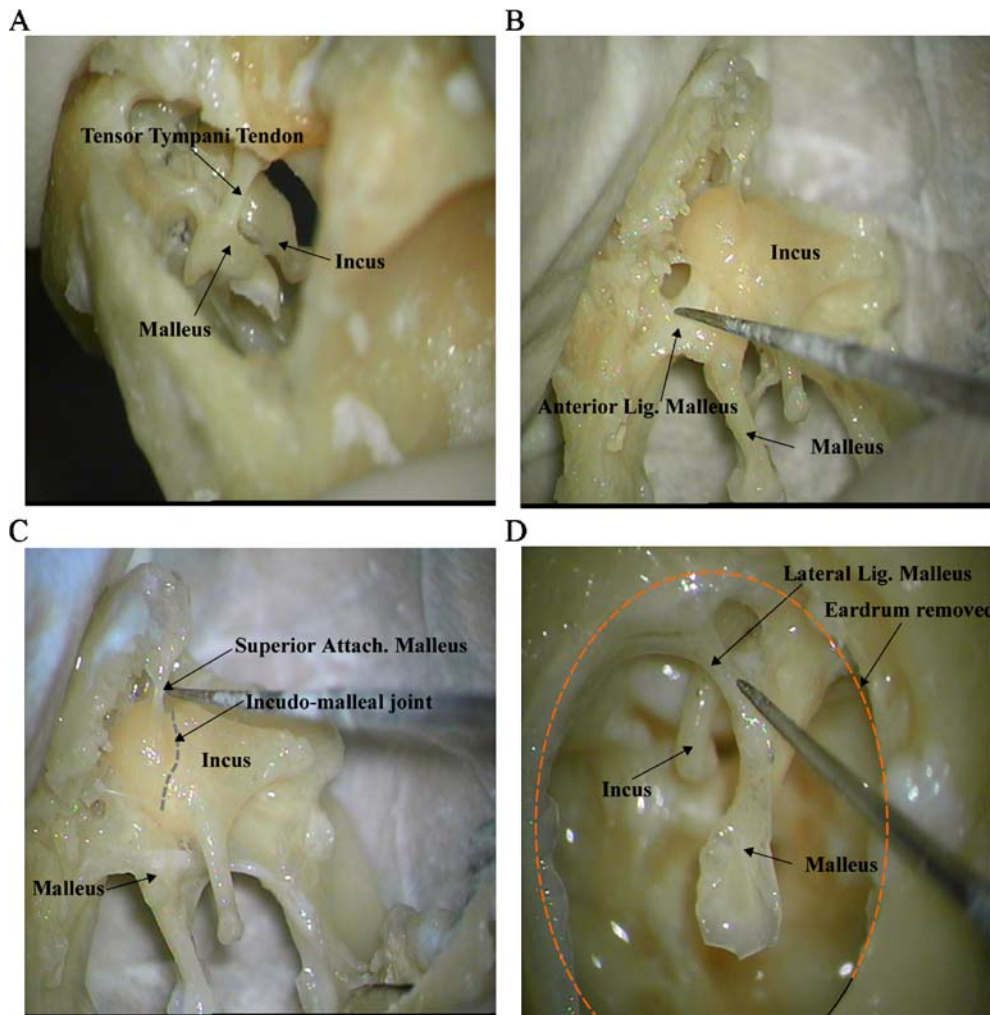 A
Tensor Tympani Tendon
Incus
Malleus
B
Incus
Anterior Lig. Malleus
Malleus
C
Superior Attach. Malleus
Incudo-malleal joint
Incus
Malleus
D
Lateral Lig. Malleus
Eardrum removed
Incus
Malleus